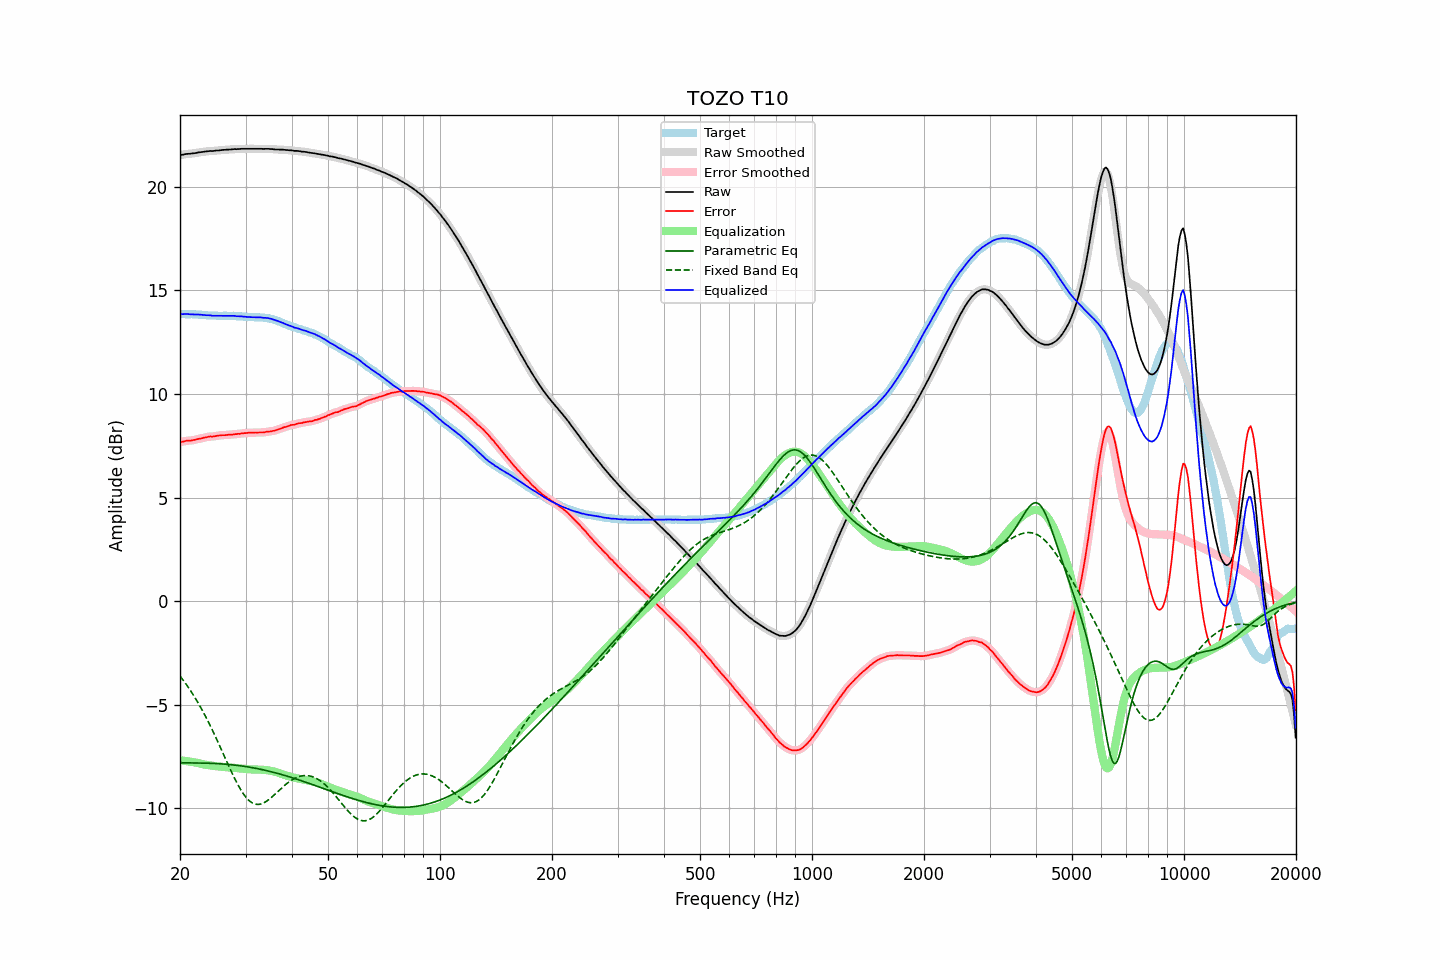 TOZO T10
Target
Raw Smoothed
Error Smoothed
Raw
Error
Equalization
Parametric Eq
Fixed Band Eq
Equalized
Amplitude (dBr)
20
15
10
5
0
−5
−10
20 50 100 200 500 1000 2000 5000 10000 20000
Frequency (Hz)